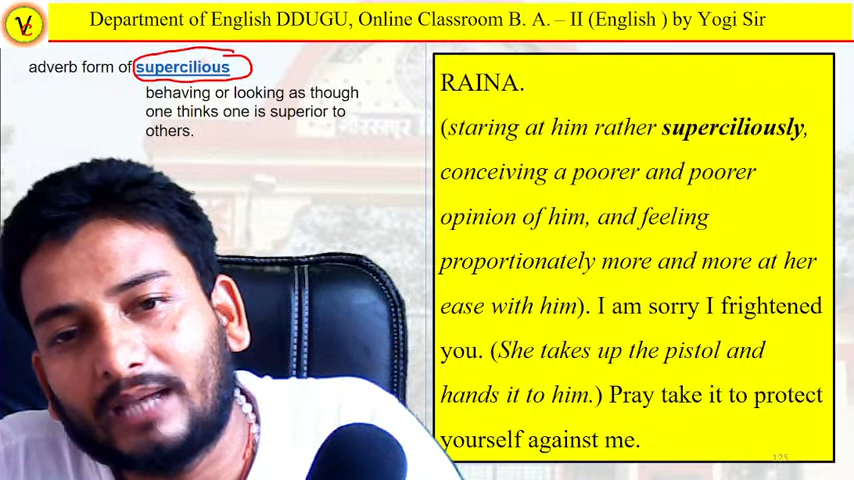 Department of English DDUGU, Online Classroom B. A. – II (English ) by Yogi Sir
adverb form of supercilious
behaving or looking as though
one thinks one is superior to
others.
RAINA.
(staring at him rather superciliously,
conceiving a poorer and poorer
opinion of him, and feeling
proportionately more and more at her
ease with him). I am sorry I frightened
you. (She takes up the pistol and
hands it to him.) Pray take it to protect
yourself against me.
125